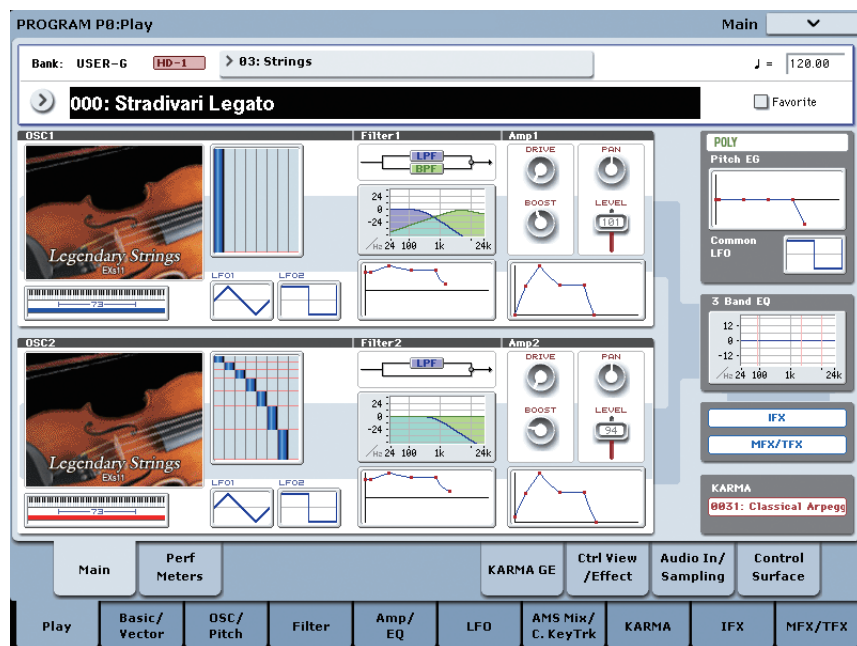 PROGRAM P0:Play
Main
Bank: USER-G HD-1 03: Strings ♩ = 120.00
000: Stradivari Legato
Favorite
OSC1
Filter1
Amp1
Legendary Strings
EXs11
73
LFO1
LFO2
LPF
BPF
24
0
-24
Hz 24 100 1k 24k
DRIVE
PAN
BOOST
LEVEL
101
POLY
Pitch EG
Common
LFO
3 Band EQ
12
0
-12
Hz 24 100 1k 24k
IFX
MFX/TFX
KARMA
0031: Classical Arpegg
OSC2
Filter2
Amp2
Legendary Strings
EXs11
73
LFO1
LFO2
LPF
24
0
-24
Hz 24 100 1k 24k
DRIVE
PAN
BOOST
LEVEL
94
Main
Perf
Meters
KARMA GE
Ctrl View
/Effect
Audio In/
Sampling
Control
Surface
Play
Basic/
Vector
OSC/
Pitch
Filter
Amp/
EQ
LFO
AMS Mix/
C. KeyTrk
KARMA
IFX
MFX/TFX